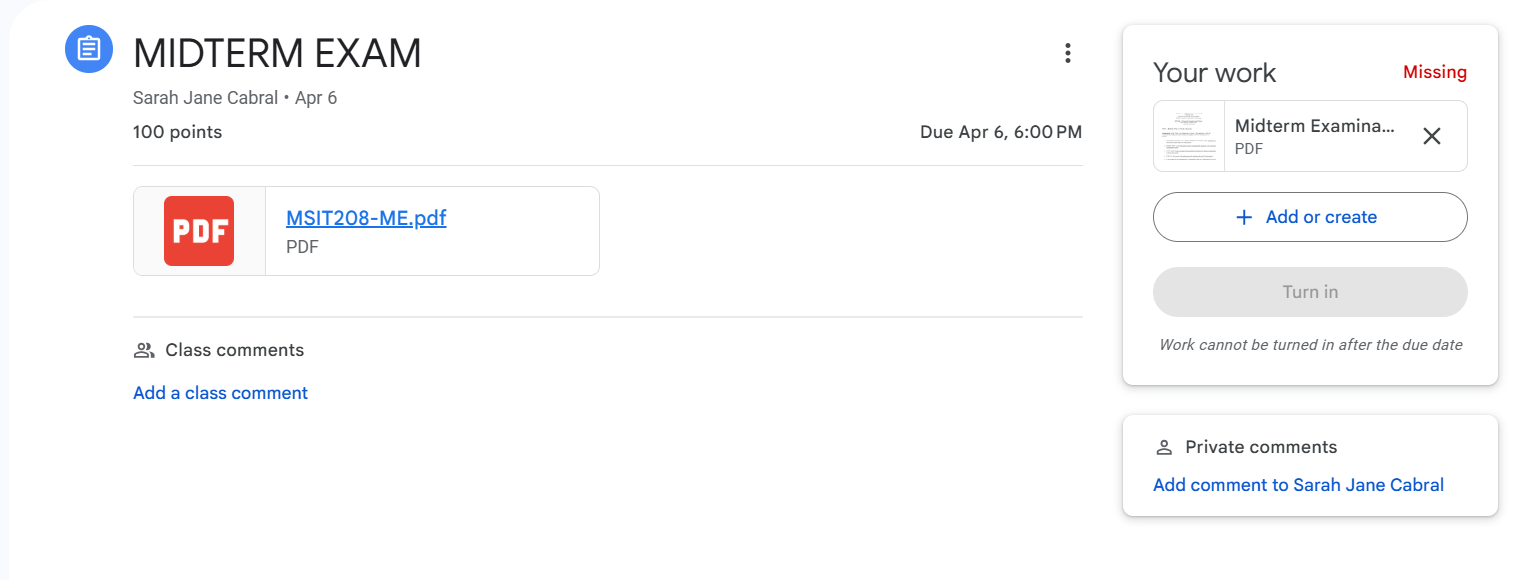 MIDTERM EXAM
Sarah Jane Cabral • Apr 6
100 points
Due Apr 6, 6:00 PM
PDF
MSIT208-ME.pdf
PDF
Class comments
Add a class comment
Your work
Missing
Midterm Examina...
PDF
+ Add or create
Turn in
Work cannot be turned in after the due date
Private comments
Add comment to Sarah Jane Cabral